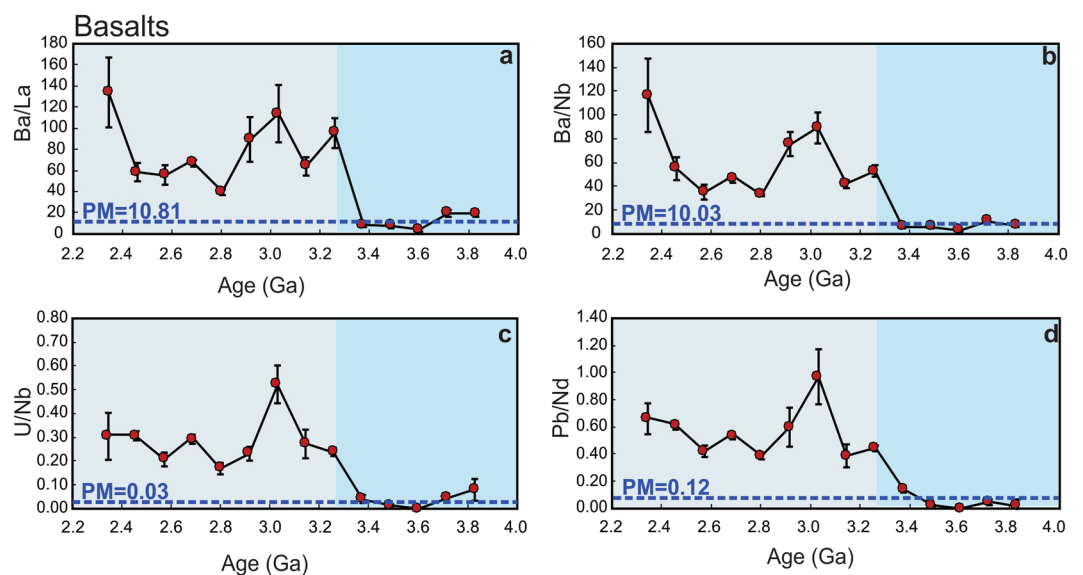 Basalts
a
180
160
140
120
100
80
60
40
20
0
Ba/La
PM=10.81
2.2 2.4 2.6 2.8 3.0 3.2 3.4 3.6 3.8 4.0
Age (Ga)
b
160
140
120
100
80
60
40
20
0
Ba/Nb
PM=10.03
2.2 2.4 2.6 2.8 3.0 3.2 3.4 3.6 3.8 4.0
Age (Ga)
c
0.80
0.70
0.60
0.50
0.40
0.30
0.20
0.10
0.00
U/Nb
PM=0.03
2.2 2.4 2.6 2.8 3.0 3.2 3.4 3.6 3.8 4.0
Age (Ga)
d
1.40
1.20
1.00
0.80
0.60
0.40
0.20
0.00
Pb/Nd
PM=0.12
2.2 2.4 2.6 2.8 3.0 3.2 3.4 3.6 3.8 4.0
Age (Ga)